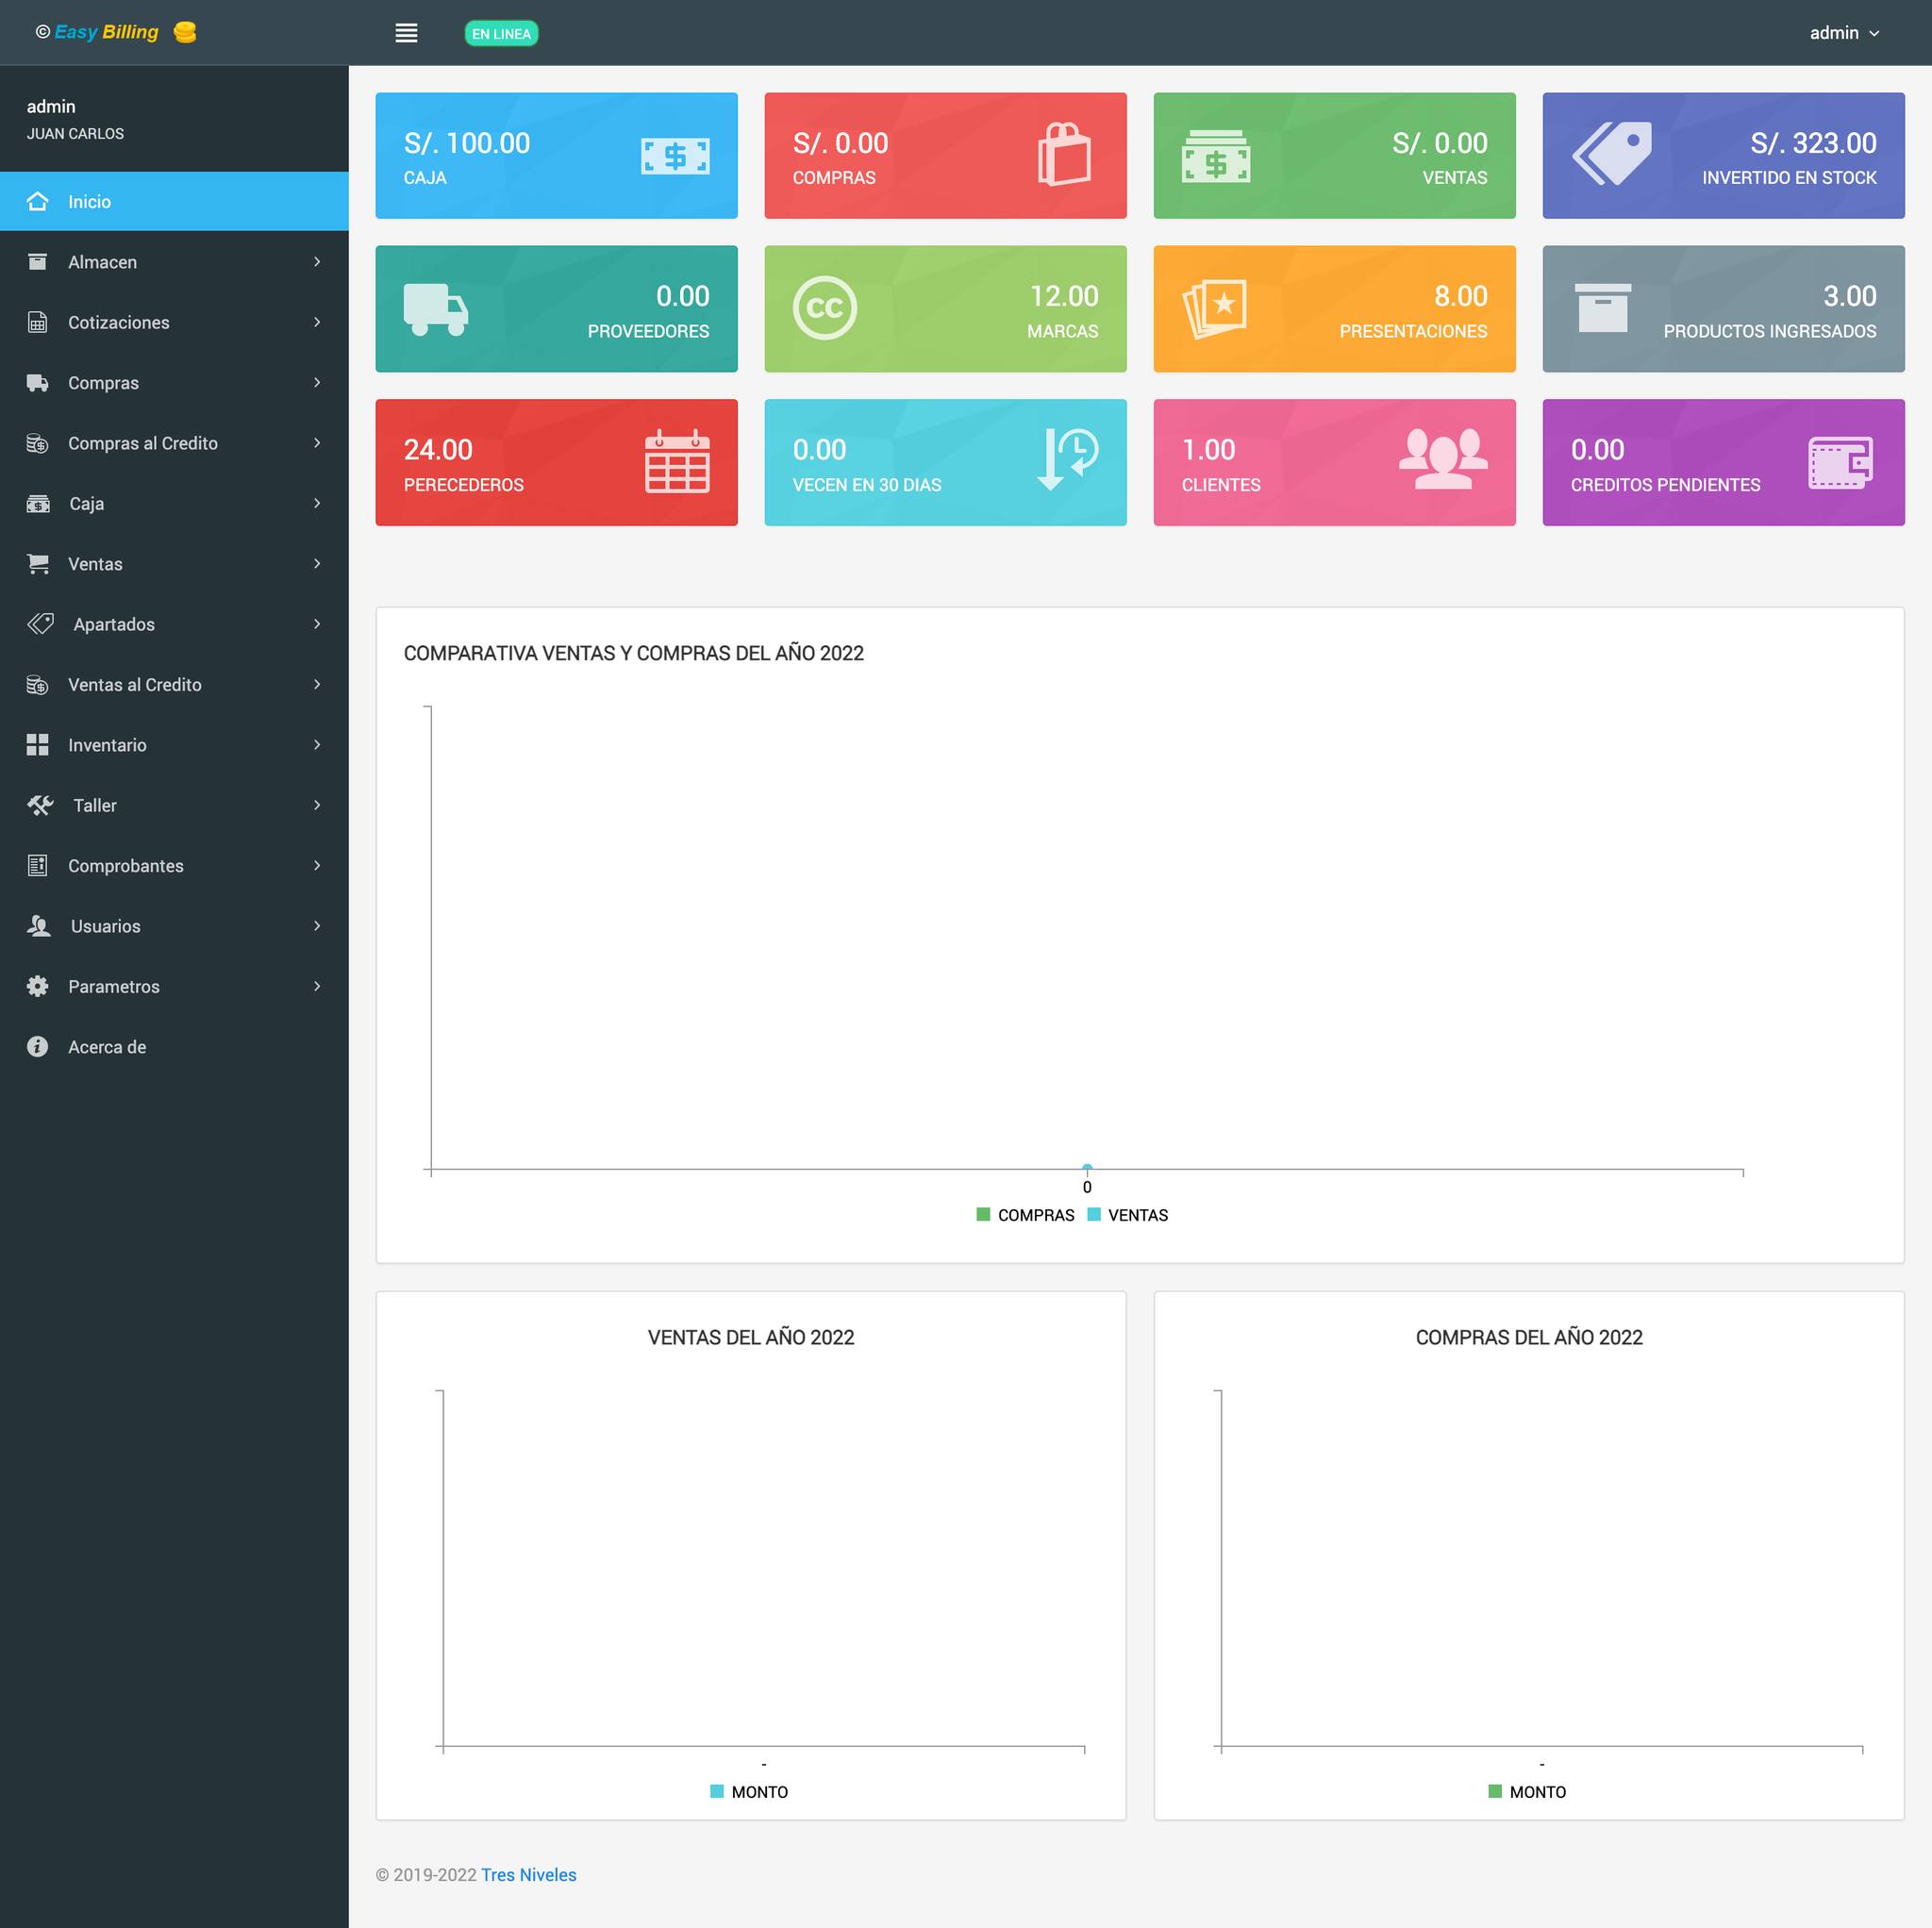 © Easy Billing
EN LINEA
admin
admin
JUAN CARLOS
Inicio
Almacen
Cotizaciones
Compras
Compras al Credito
Caja
Ventas
Apartados
Ventas al Credito
Inventario
Taller
Comprobantes
Usuarios
Parametros
Acerca de
S/. 100.00
CAJA
S/. 0.00
COMPRAS
S/. 0.00
VENTAS
S/. 323.00
INVERTIDO EN STOCK
0.00
PROVEEDORES
CC
12.00
MARCAS
8.00
PRESENTACIONES
3.00
PRODUCTOS INGRESADOS
24.00
PERECEDEROS
0.00
VECEN EN 30 DIAS
1.00
CLIENTES
0.00
CREDITOS PENDIENTES
COMPARATIVA VENTAS Y COMPRAS DEL AÑO 2022
0
COMPRAS VENTAS
VENTAS DEL AÑO 2022
-
MONTO
COMPRAS DEL AÑO 2022
-
MONTO
© 2019-2022 Tres Niveles